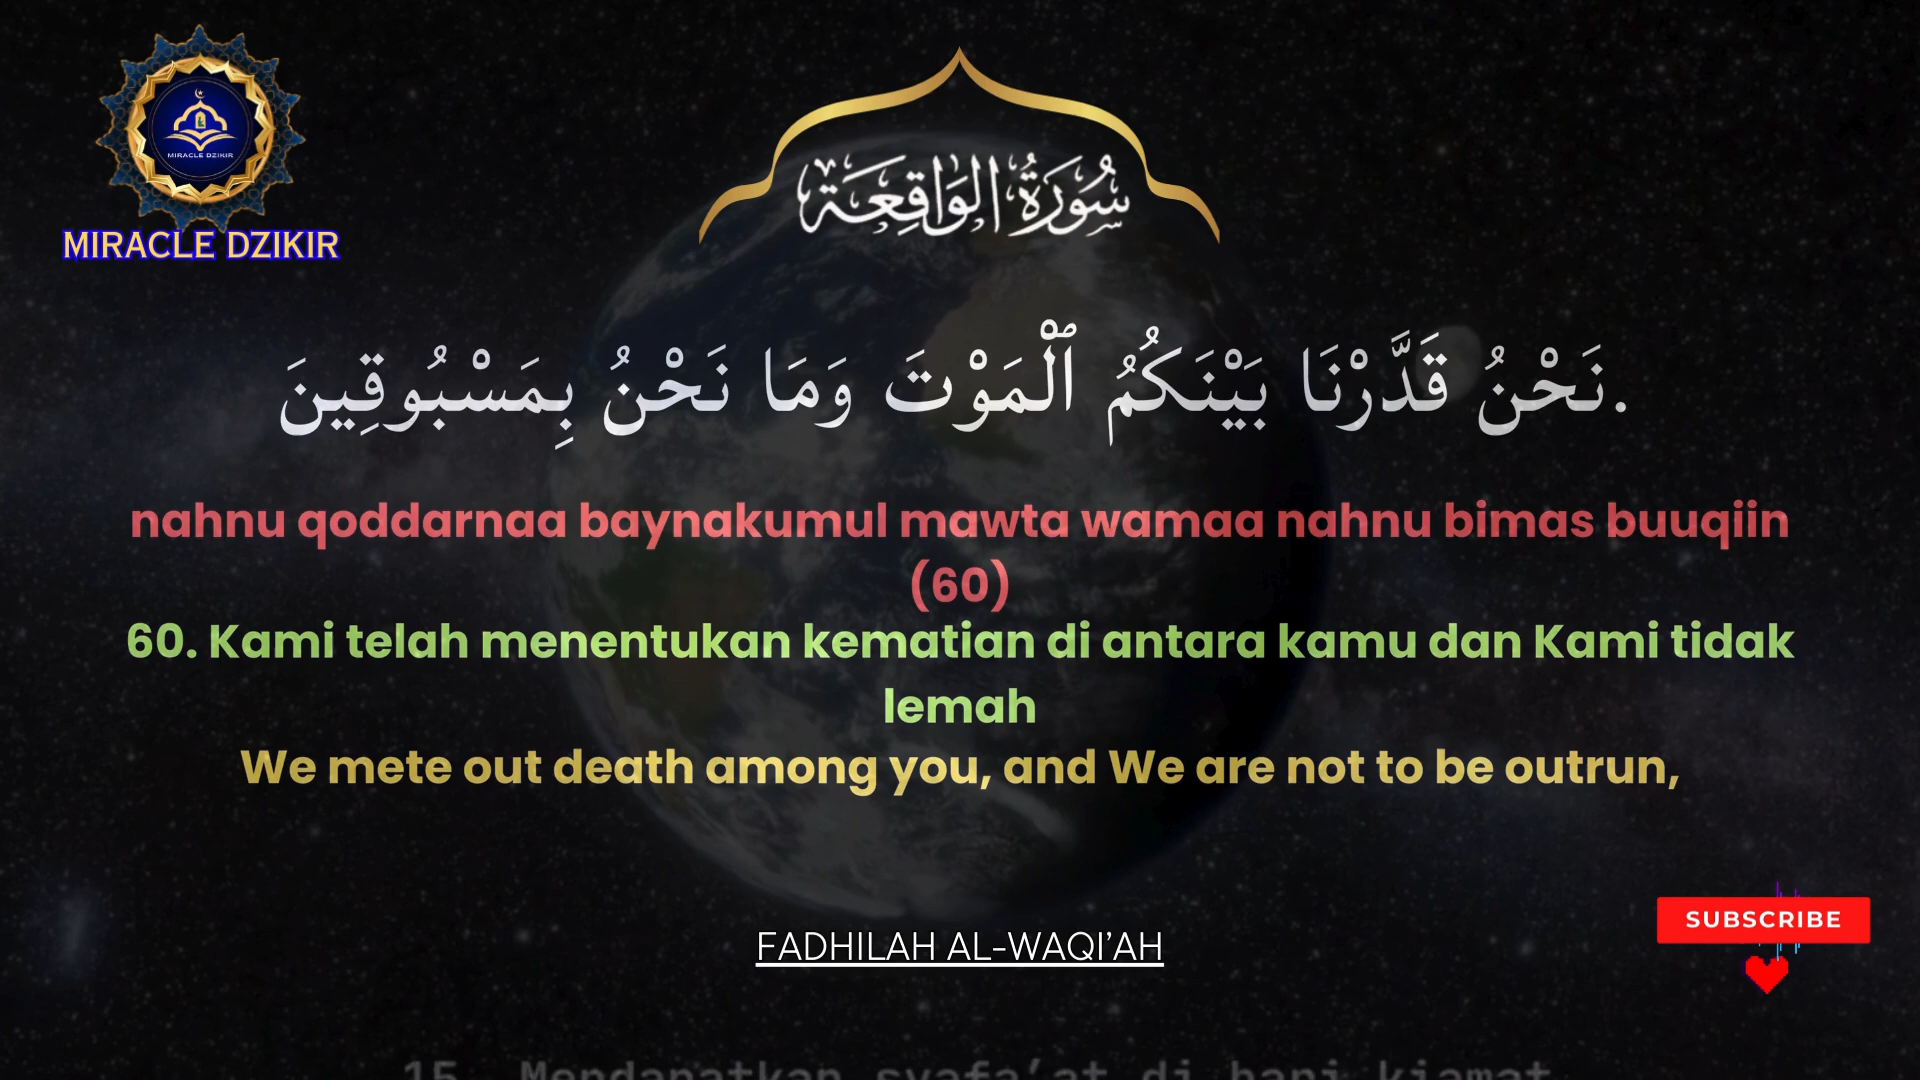 MIRACLE DZIKIR
MIRACLE DZIKIR
سُورَةُ الوَاقِعَة
نَحْنُ قَدَّرْنَا بَيْنَكُمُ ٱلْمَوْتَ وَمَا نَحْنُ بِمَسْبُوقِينَ.
nahnu qoddarnaa baynakumul mawta wamaa nahnu bimas buuqiin
(60)
60. Kami telah menentukan kematian di antara kamu dan Kami tidak
lemah
We mete out death among you, and We are not to be outrun,
FADHILAH AL-WAQI'AH
SUBSCRIBE
15. Mendapatkan syafa'at di hari kiamat